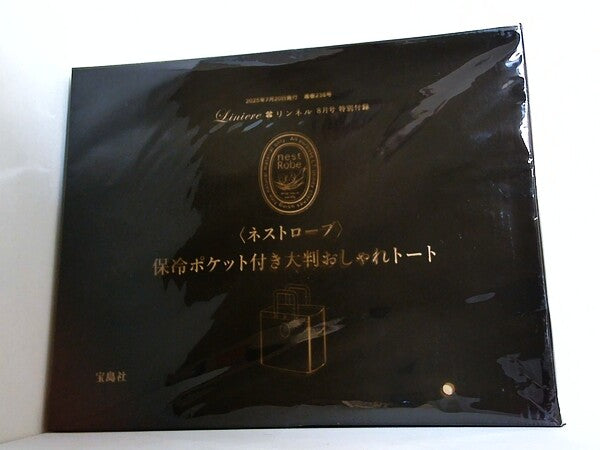 2025年7月20日発行 通巻236号
Liniere リンネル 8月号 特別付録
nest
Robe
〈ネストローブ〉
保冷ポケット付き大判おしゃれトート
宝島社